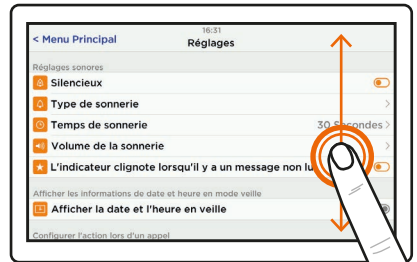 16:31
< Menu Principal
Réglages
Réglages sonores
Silencieux
Type de sonnerie
Temps de sonnerie 30 Secondes >
Volume de la sonnerie
L'indicateur clignote lorsqu'il y a un message non lu
Afficher les informations de date et heure en mode veille
Afficher la date et l'heure en veille
Configurer l'action lors d'un appel